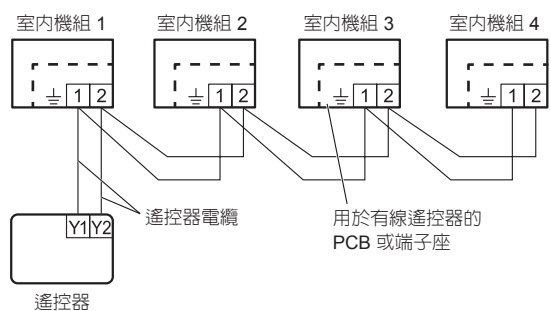 室內機組 1
室內機組 2
室內機組 3
室內機組 4
1 2
1 2
1 2
1 2
Y1 Y2
遙控器電纜
用於有線遙控器的
PCB 或端子座
遙控器